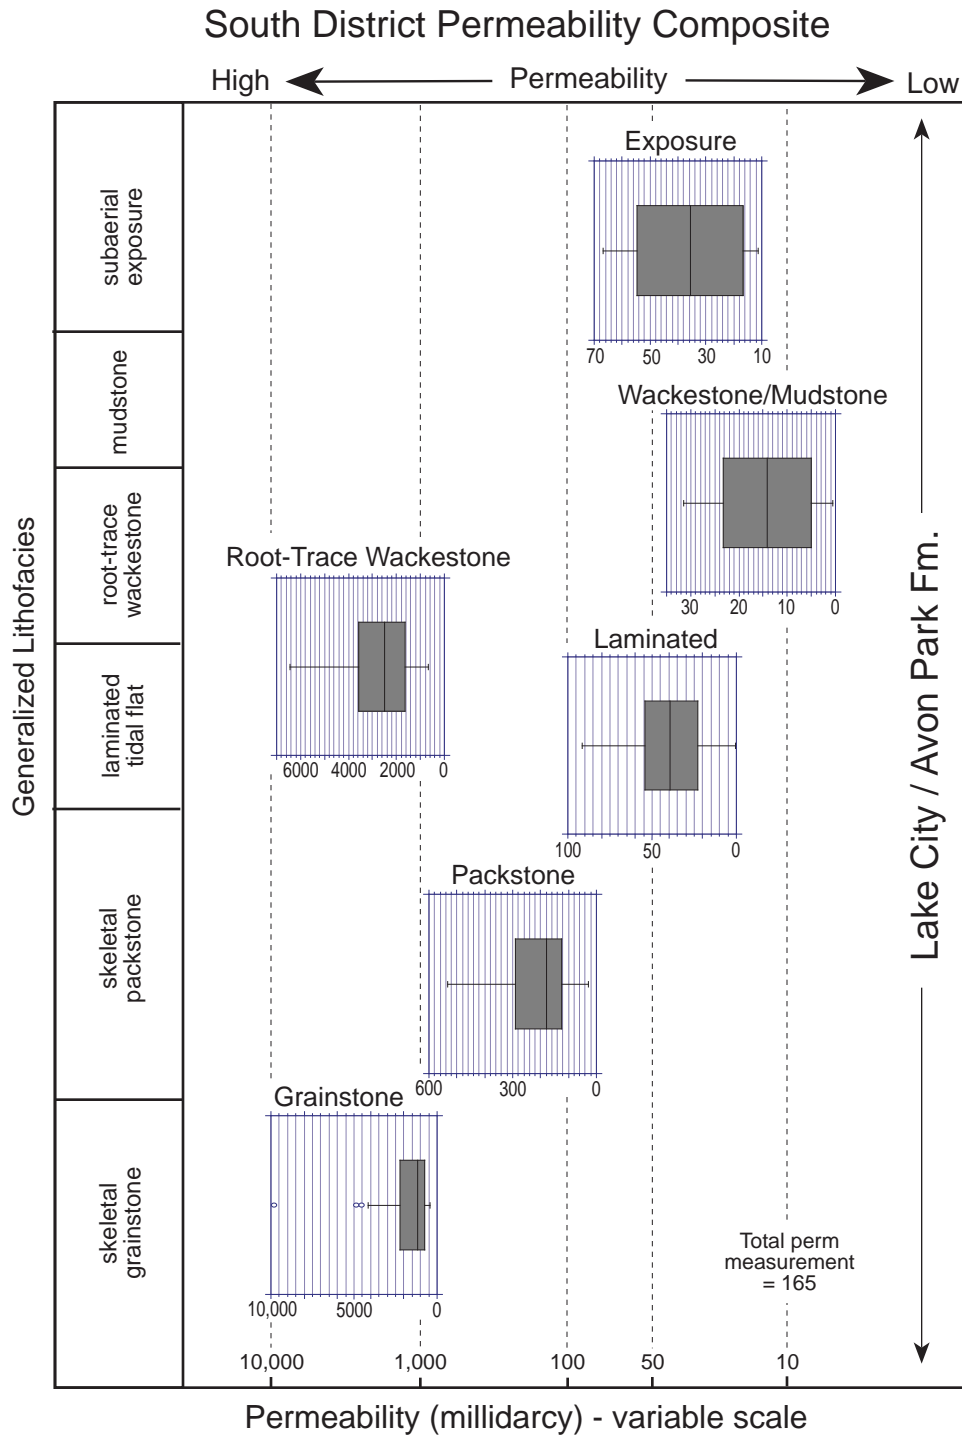 South District Permeability Composite
High
Permeability
Low
Exposure
70 50 30 10
subaerial
exposure
Wackestone/Mudstone
30 20 10 0
mudstone
root-trace
wackestone
Root-Trace Wackestone
6000 4000 2000 0
Laminated
100 50 0
laminated
tidal flat
Packstone
600 300 0
skeletal
packstone
Grainstone
10,000 5000 0
skeletal
grainstone
Generalized Lithofacies
Lake City / Avon Park Fm.
Total perm
measurement
= 165
10,000 1,000 100 50 10
Permeability (millidarcy) - variable scale